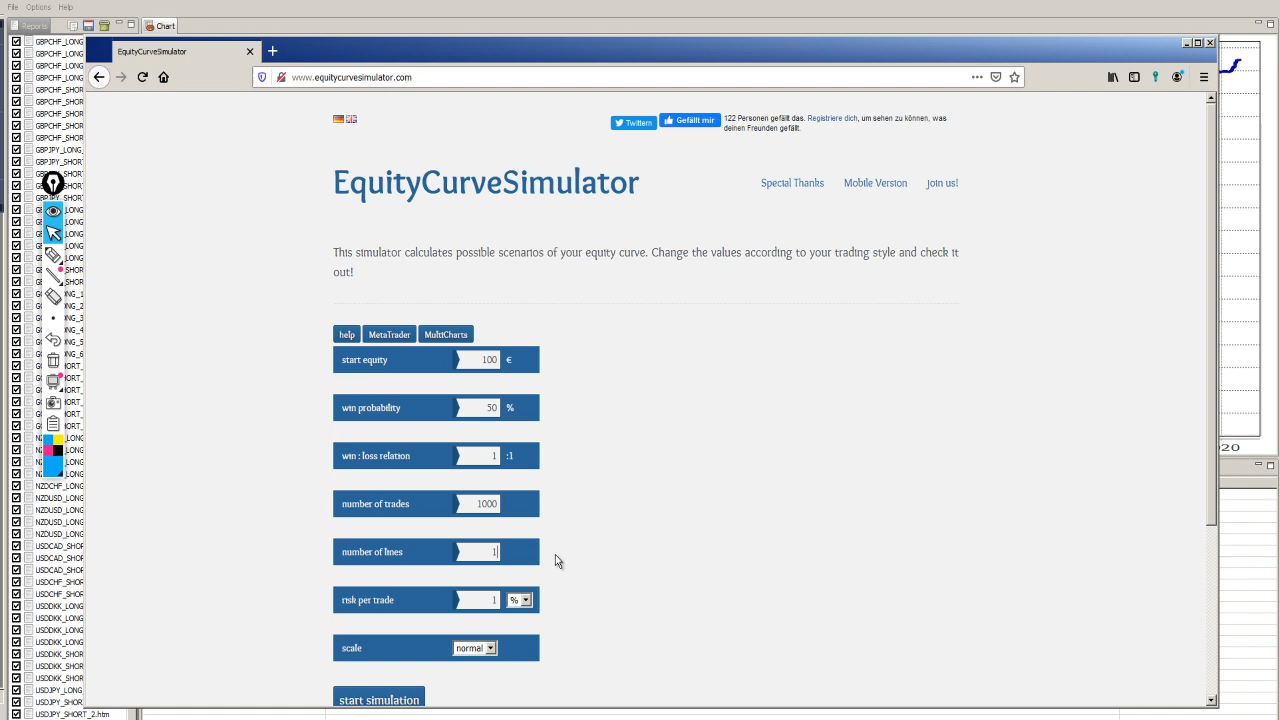 File Options Help
Reports
Chart
EquityCurveSimulator
www.equitycurvesimulator.com
Twittern
Gefällt mir
122 Personen gefällt das. Registriere dich, um sehen zu können, was
deinen Freunden gefällt.
EquityCurveSimulator
Special Thanks
Mobile Version
join us!
This simulator calculates possible scenarios of your equity curve. Change the values according to your trading style and check it
out!
help
MetaTrader
MultiCharts
start equity 100 €
win probability 50 %
win : loss relation 1 :1
number of trades 1000
number of lines 1
risk per trade 1 %
scale normal
start simulation
GBPCHF_LONG
GBPCHF_LONG
GBPCHF_LONG
GBPCHF_LONG
GBPCHF_SHOR
GBPCHF_SHOR
GBPCHF_SHOR
GBPCHF_SHOR
GBPCHF_SHOR
GBPJPY_LONG_
GBPJPY_SHORT
NZDCHF_LONG
NZDUSD_LONG
NZDUSD_LONG
NZDUSD_LONG
NZDUSD_LONG
USDCAD_SHOR
USDCAD_SHOR
USDCAD_SHOR
USDCHF_SHOR
USDCHF_LONG
USDDKK_LONG
USDDKK_LONG
USDDKK_LONG
USDDKK_SHOR
USDDKK_SHOR
USDDKK_SHOR
USDJPY_LONG
USDJPY_SHORT
USDJPY_SHORT_2.htm
20